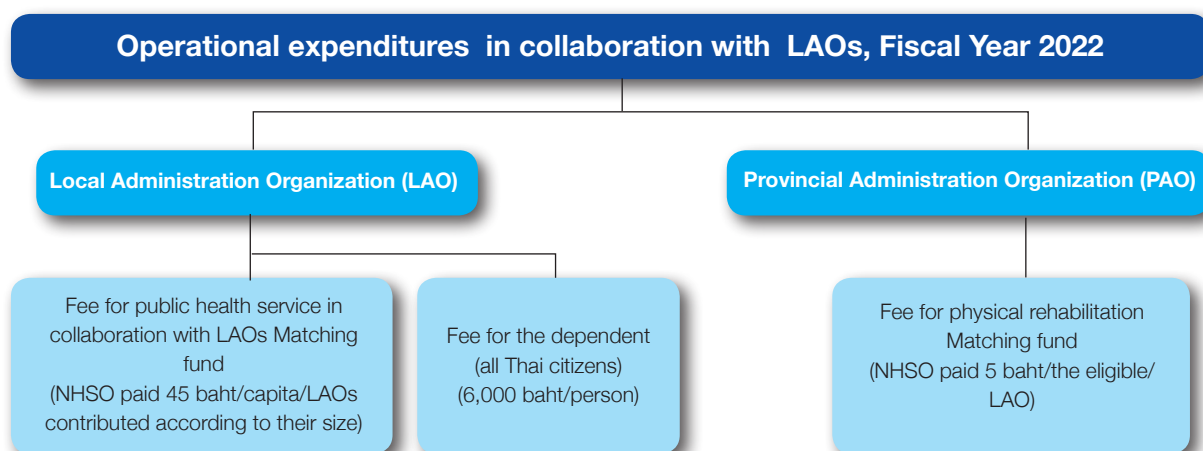 Operational expenditures in collaboration with LAOs, Fiscal Year 2022
Local Administration Organization (LAO)
Provincial Administration Organization (PAO)
Fee for public health service in
collaboration with LAOs Matching
fund
(NHSO paid 45 baht/capita/LAOs
contributed according to their size)
Fee for the dependent
(all Thai citizens)
(6,000 baht/person)
Fee for physical rehabilitation
Matching fund
(NHSO paid 5 baht/the eligible/
LAO)